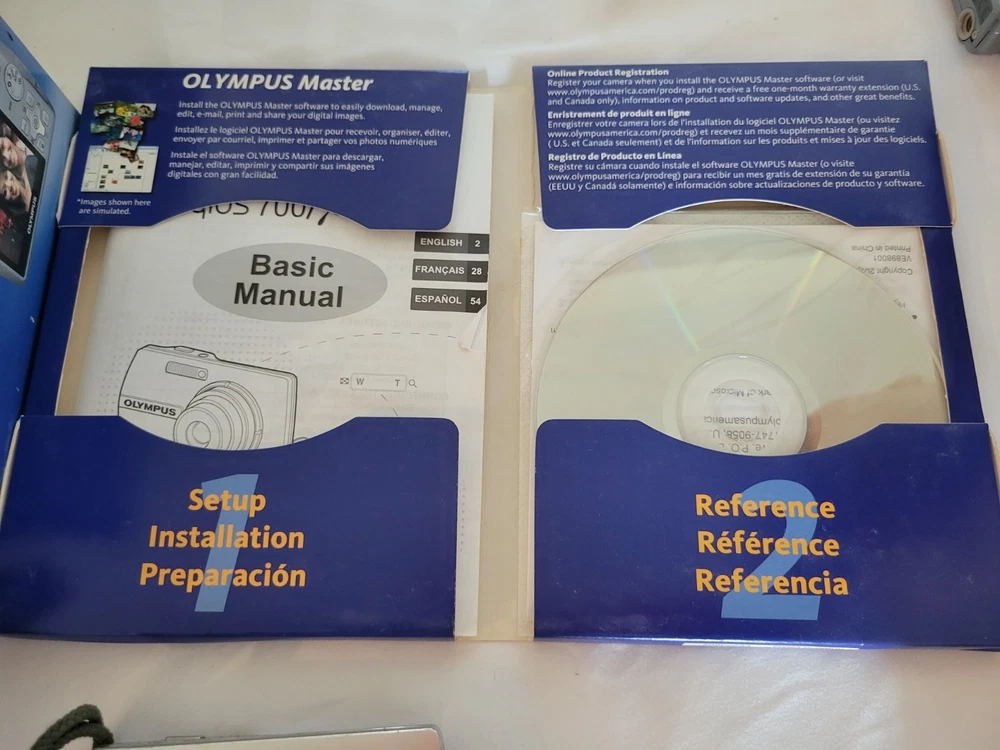 OLYMPUS Master
Install the OLYMPUS Master software to easily download, manage,
edit, e-mail, print and share your digital images.
Installez le logiciel OLYMPUS Master pour recevoir, organiser, éditer,
envoyer par courriel, imprimer et partager vos photos numériques
Instale el software OLYMPUS Master para descargar,
manejar, editar, imprimir y compartir sus imágenes
digitales con gran facilidad.
*Images shown here
are simulated.
Basic
Manual
ENGLISH 2
FRANÇAIS 28
ESPAÑOL 54
OLYMPUS
W T
1
Setup
Installation
Preparación
Online Product Registration
Register your camera when you install the OLYMPUS Master software (or visit
www.olympusamerica.com/prodreg) and receive a free one-month warranty extension (U.S.
and Canada only), information on product and software updates, and other great benefits.
Enristrement de produit en ligne
Enregistrer votre camera lors de l'installation du logiciel OLYMPUS Master (ou visitez
www.olympusamerica.com/prodreg) et recevez un mois supplémentaire de garantie
( U.S. et Canada seulement) et de l'information sur les produits et mises à jour des logiciels.
Registro de Producto en Línea
Registre su cámara cuando instale el software OLYMPUS Master (o visite
www.olympusamerica/prodreg) para recibir un mes gratis de extensión de su garantía
(EEUU y Canadá solamente) e información sobre actualizaciones de producto y software.
Printed in China
VE898001
Copyright
2
Reference
Référence
Referencia
OLYMPUS